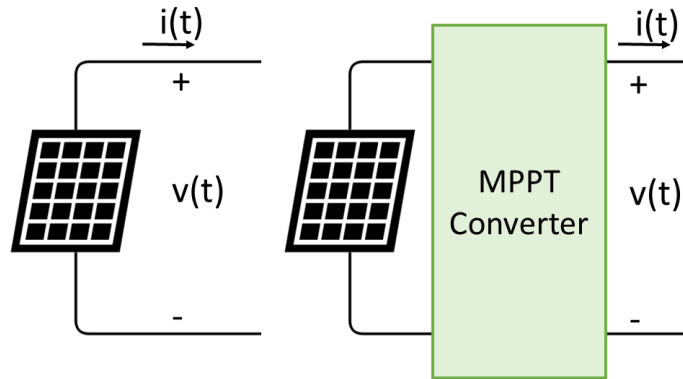 i(t)
+
v(t)
-
MPPT
Converter
i(t)
+
v(t)
-